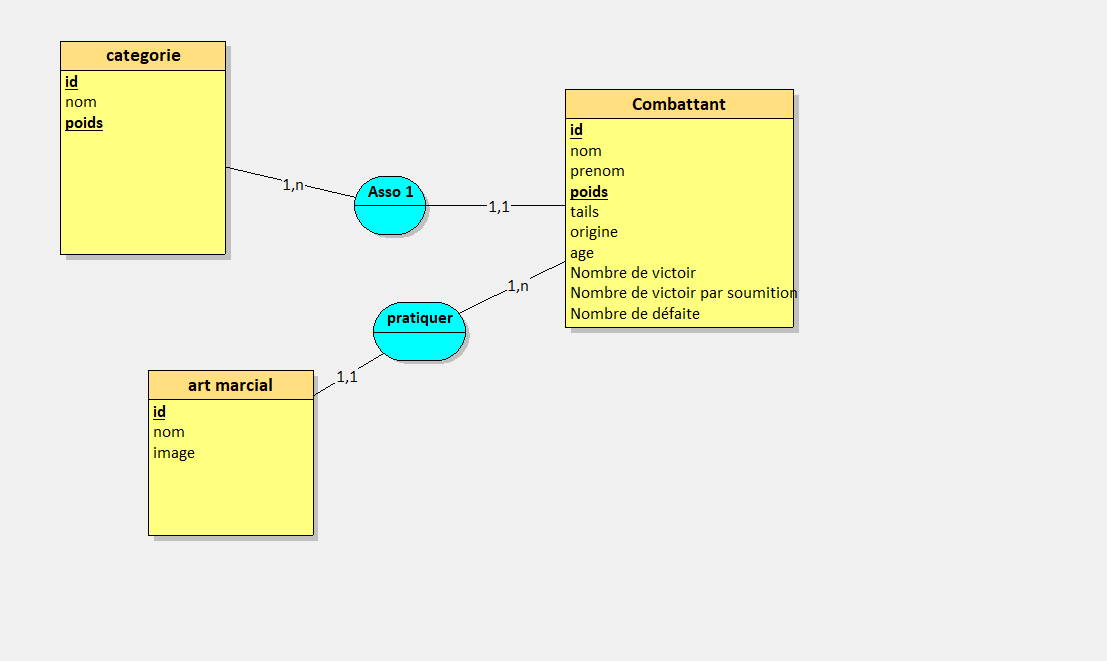 categorie
id
nom
poids
1,n
Asso 1
1,1
Combattant
id
nom
prenom
poids
tails
origine
age
Nombre de victoir
Nombre de victoir par soumition
Nombre de défaite
1,n
pratiquer
1,1
art marcial
id
nom
image